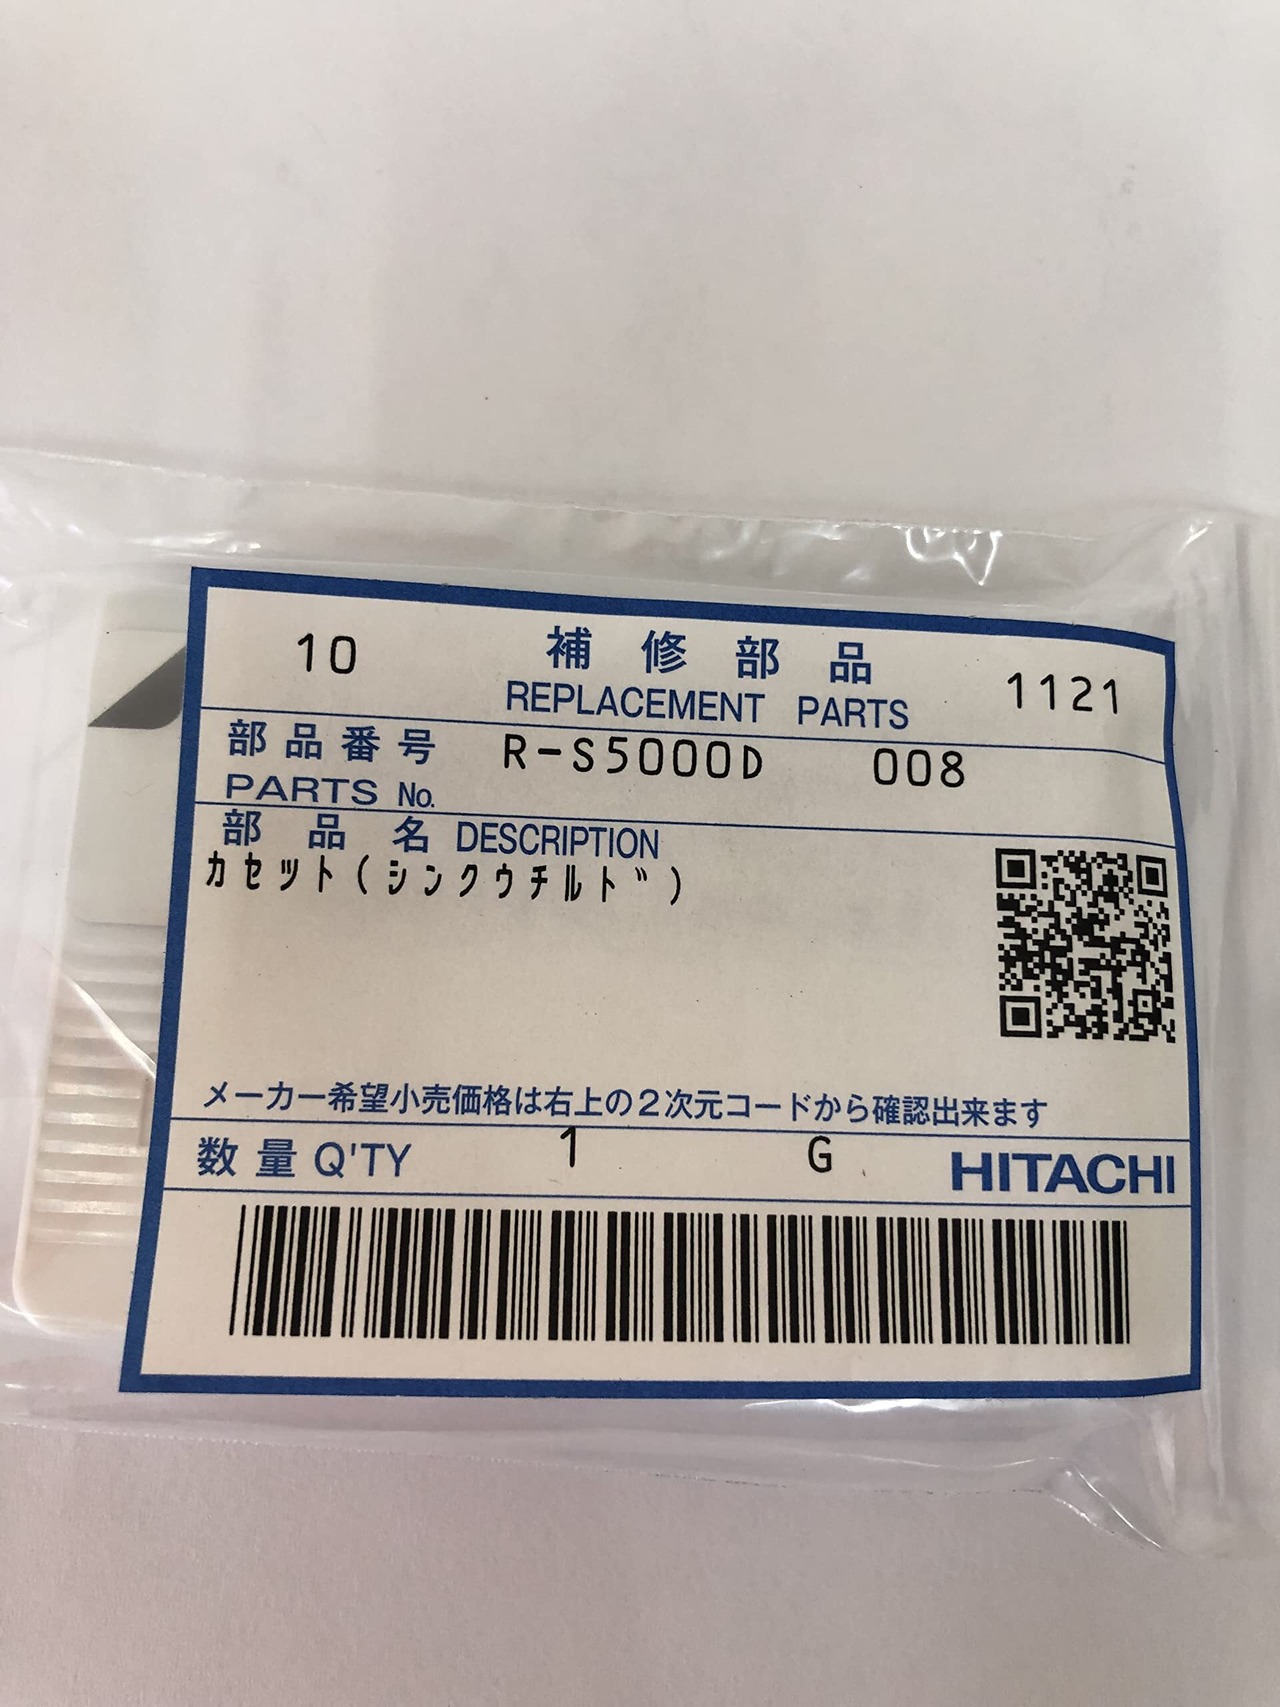 10 補修部品 1121
REPLACEMENT PARTS
部品番号 R-S5000D 008
PARTS No.
部品名 DESCRIPTION
カセット(シンクウチルド)
メーカー希望小売価格は右上の2次元コードから確認出来ます
数量 Q'TY 1 G HITACHI